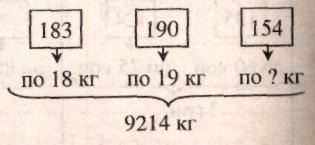 183 190 154
по 18 кг по 19 кг по ? кг
9214 кг